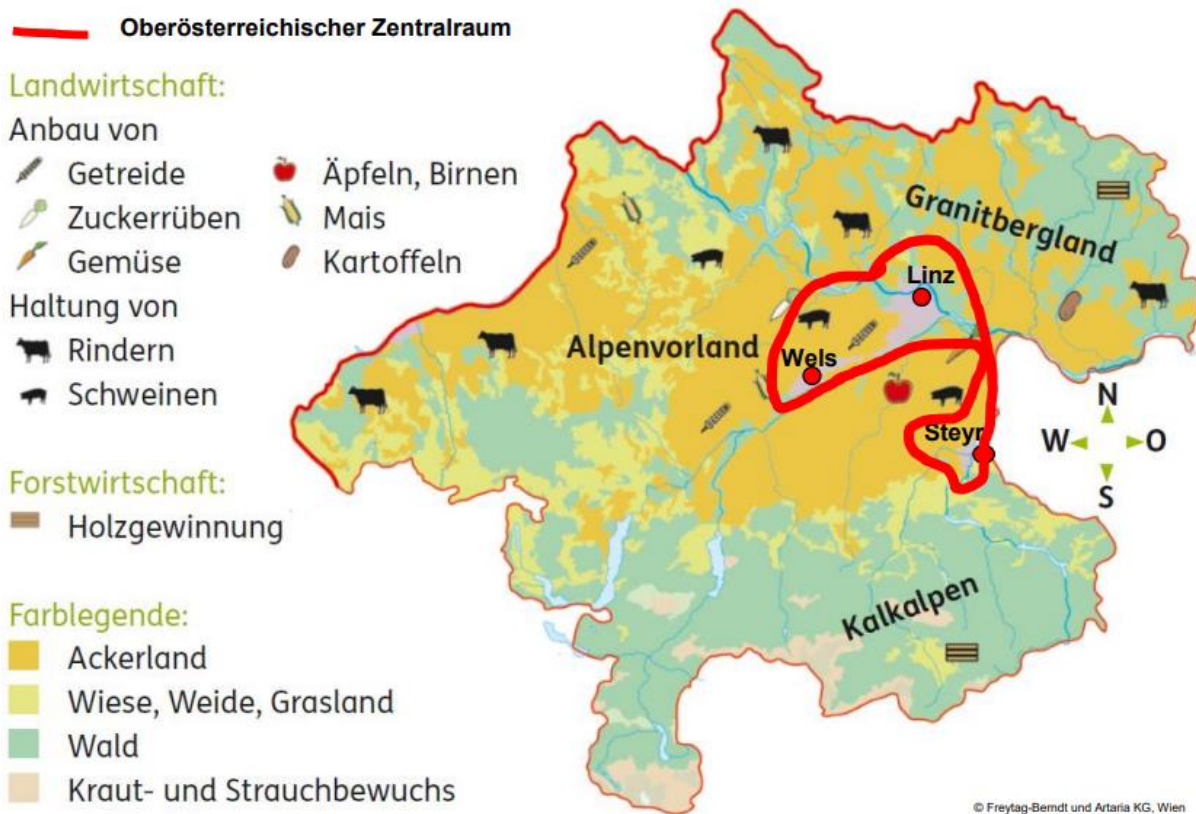 Oberösterreichischer Zentralraum
Landwirtschaft:
Anbau von
Getreide
Äpfeln, Birnen
Zuckerrüben
Mais
Gemüse
Kartoffeln
Haltung von
Rindern
Schweinen
Forstwirtschaft:
Holzgewinnung
Farblegende:
Ackerland
Wiese, Weide, Grasland
Wald
Kraut- und Strauchbewuchs
Granitbergland
Linz
Alpenvorland
Wels
Steyr
Kalkalpen
N
W
O
S
© Freytag-Berndt und Artaria KG, Wien